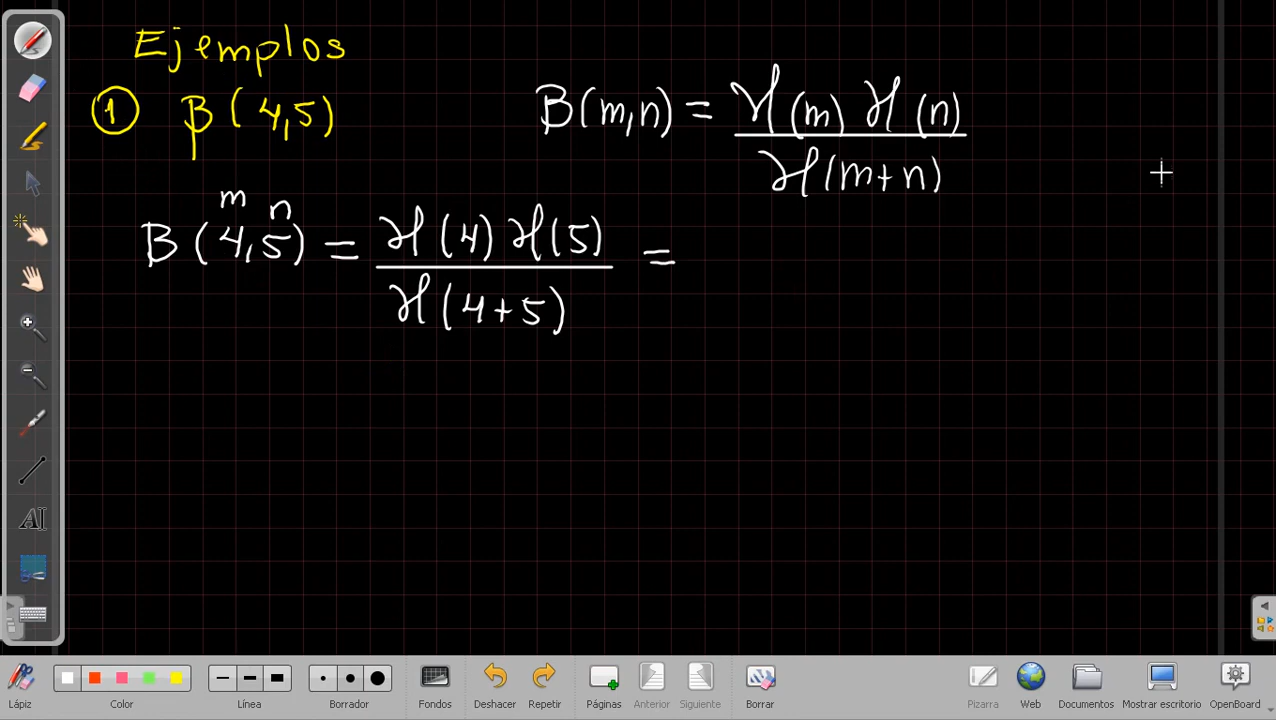 Ejemplos
① β(4,5)
B(m,n) = Γ(m) Γ(n) / Γ(m+n)
m n
B(4,5) = Γ(4) Γ(5) / Γ(4+5) =
Lápiz Color Línea Borrador Fondos Deshacer Repetir Páginas Anterior Siguiente Borrar Pizarra Web Documentos Mostrar escritorio OpenBoard